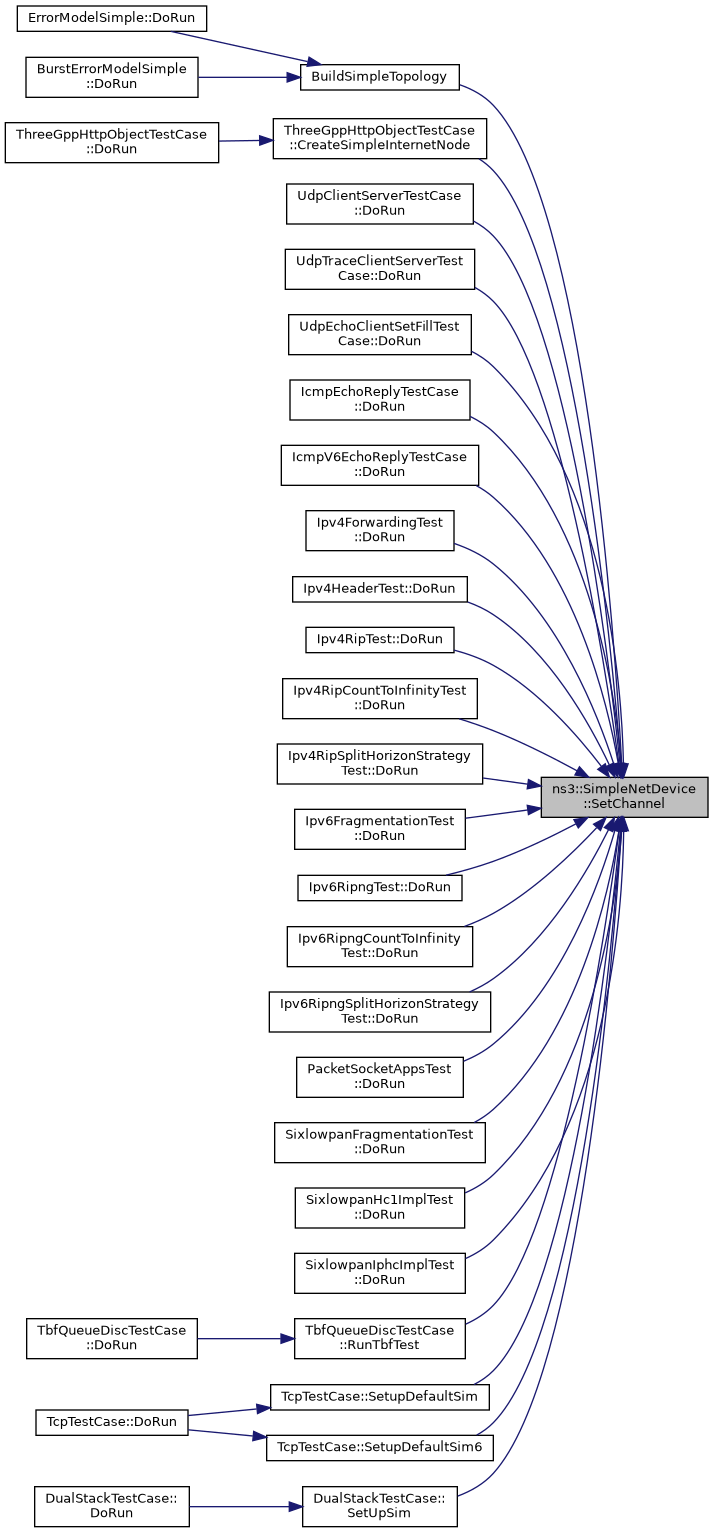 ErrorModelSimple::DoRun
BurstErrorModelSimple
::DoRun
BuildSimpleTopology
ThreeGppHttpObjectTestCase
::DoRun
ThreeGppHttpObjectTestCase
::CreateSimpleInternetNode
UdpClientServerTestCase
::DoRun
UdpTraceClientServerTest
Case::DoRun
UdpEchoClientSetFillTest
Case::DoRun
IcmpEchoReplyTestCase
::DoRun
IcmpV6EchoReplyTestCase
::DoRun
Ipv4ForwardingTest
::DoRun
Ipv4HeaderTest::DoRun
Ipv4RipTest::DoRun
Ipv4RipCountToInfinityTest
::DoRun
Ipv4RipSplitHorizonStrategy
Test::DoRun
ns3::SimpleNetDevice
::SetChannel
Ipv6FragmentationTest
::DoRun
Ipv6RipngTest::DoRun
Ipv6RipngCountToInfinity
Test::DoRun
Ipv6RipngSplitHorizonStrategy
Test::DoRun
PacketSocketAppsTest
::DoRun
SixlowpanFragmentationTest
::DoRun
SixlowpanHc1ImplTest
::DoRun
SixlowpanIphcImplTest
::DoRun
TbfQueueDiscTestCase
::DoRun
TbfQueueDiscTestCase
::RunTbfTest
TcpTestCase::SetupDefaultSim
TcpTestCase::DoRun
TcpTestCase::SetupDefaultSim6
DualStackTestCase::
DoRun
DualStackTestCase::
SetUpSim